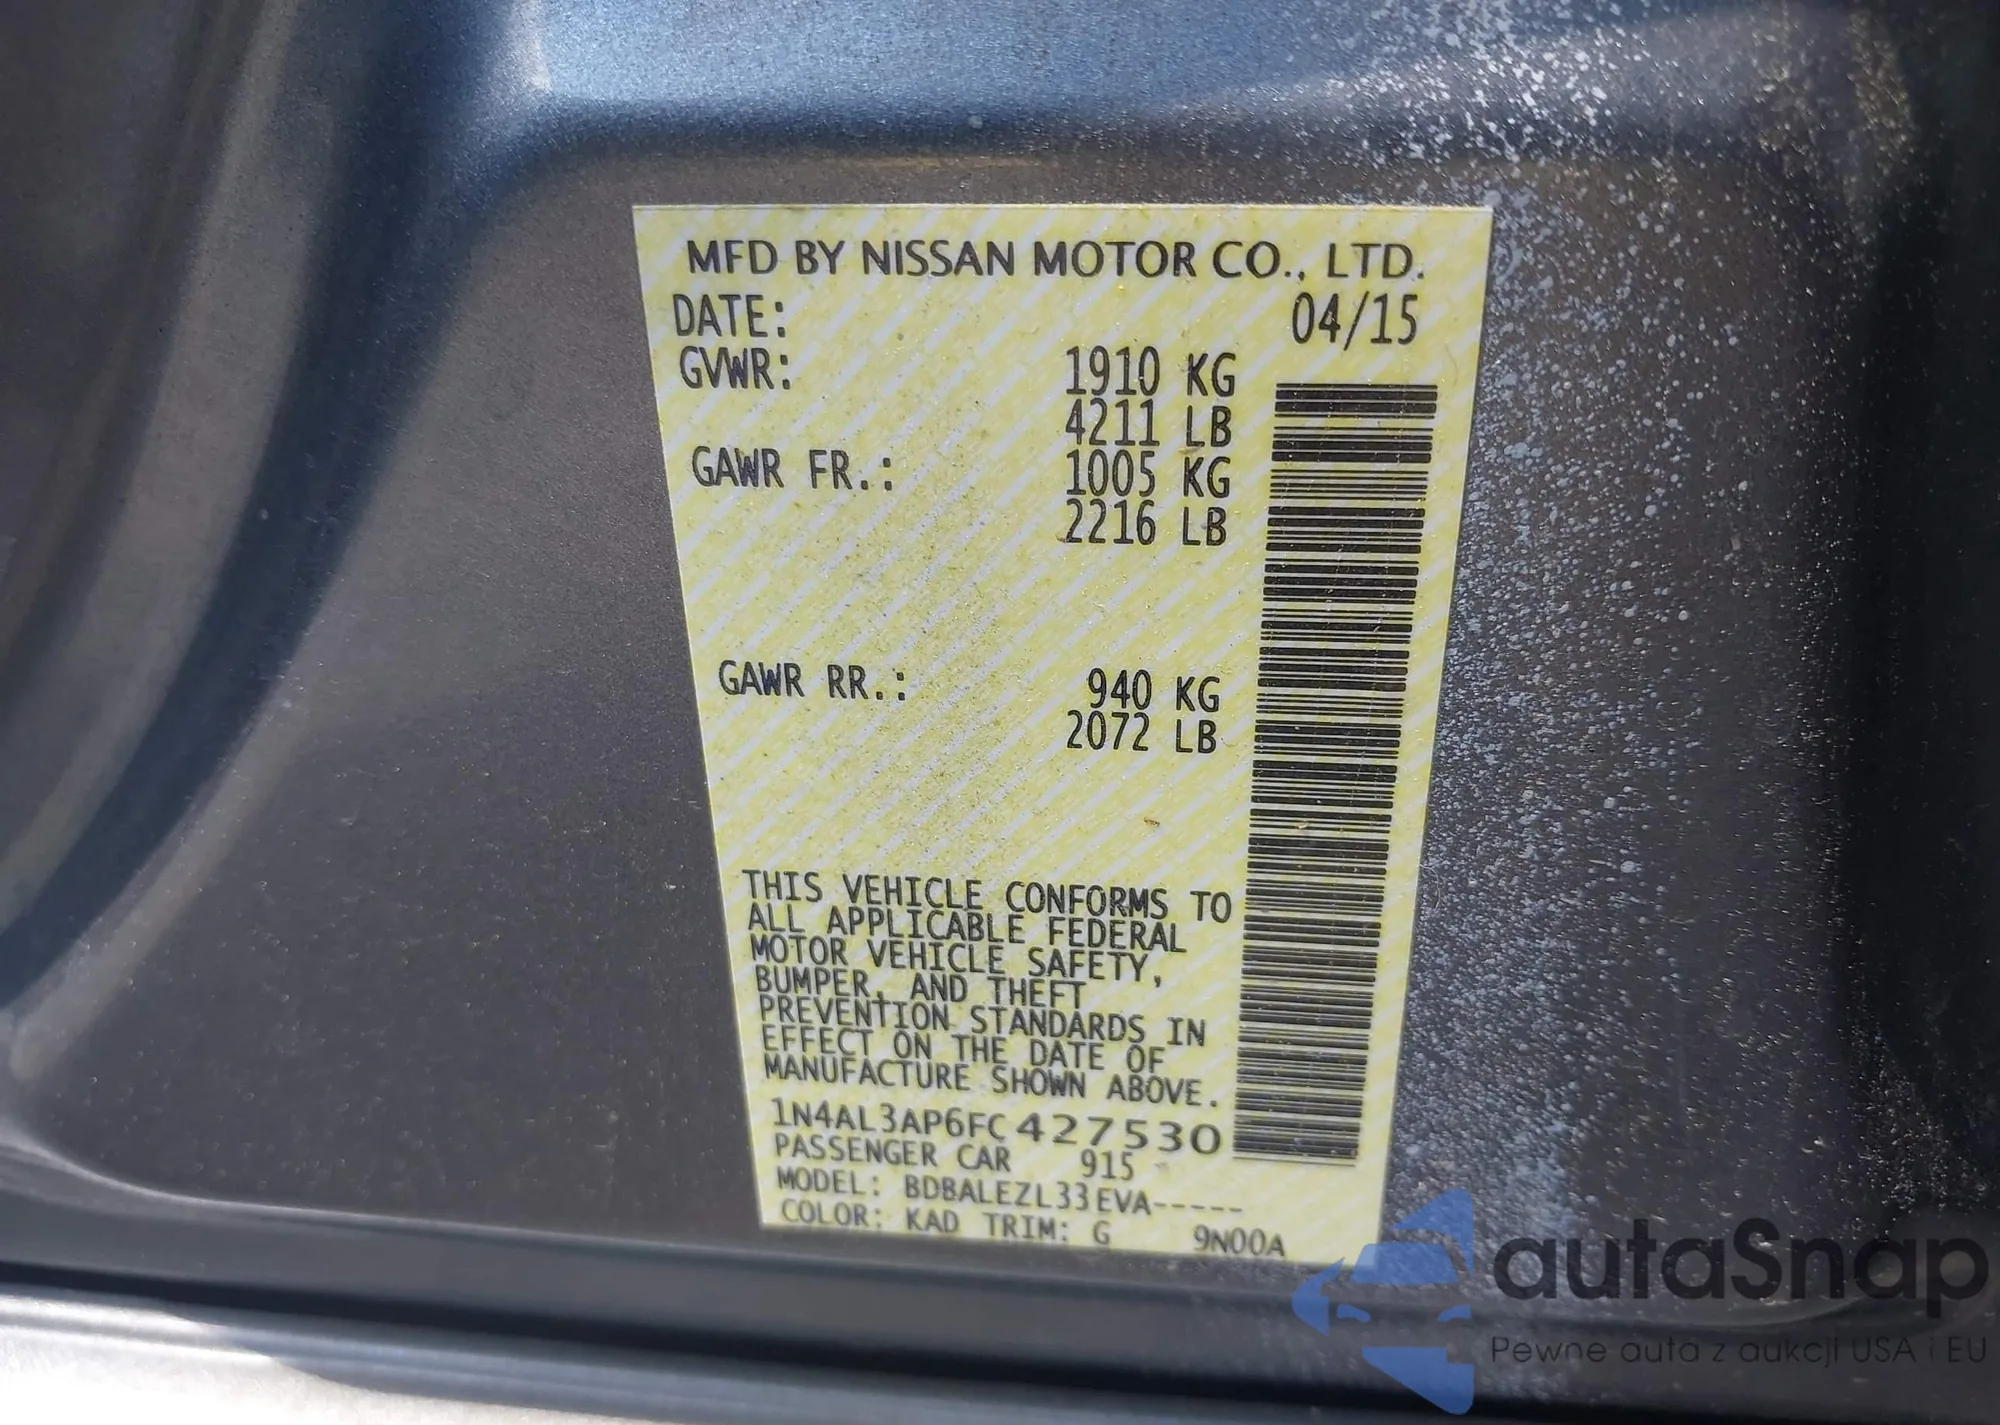 MFD BY NISSAN MOTOR CO., LTD.
DATE: 04/15
GVWR: 1910 KG
4211 LB
GAWR FR.: 1005 KG
2216 LB
GAWR RR.: 940 KG
2072 LB
THIS VEHICLE CONFORMS TO
ALL APPLICABLE FEDERAL
MOTOR VEHICLE SAFETY,
BUMPER, AND THEFT
PREVENTION STANDARDS IN
EFFECT ON THE DATE OF
MANUFACTURE SHOWN ABOVE.
1N4AL3AP6FC427530
PASSENGER CAR 915
MODEL: BDBALEZL33EVA-----
COLOR: KAD TRIM: G 9N00A
autaSnap
Pewne auta z aukcji USA i EU